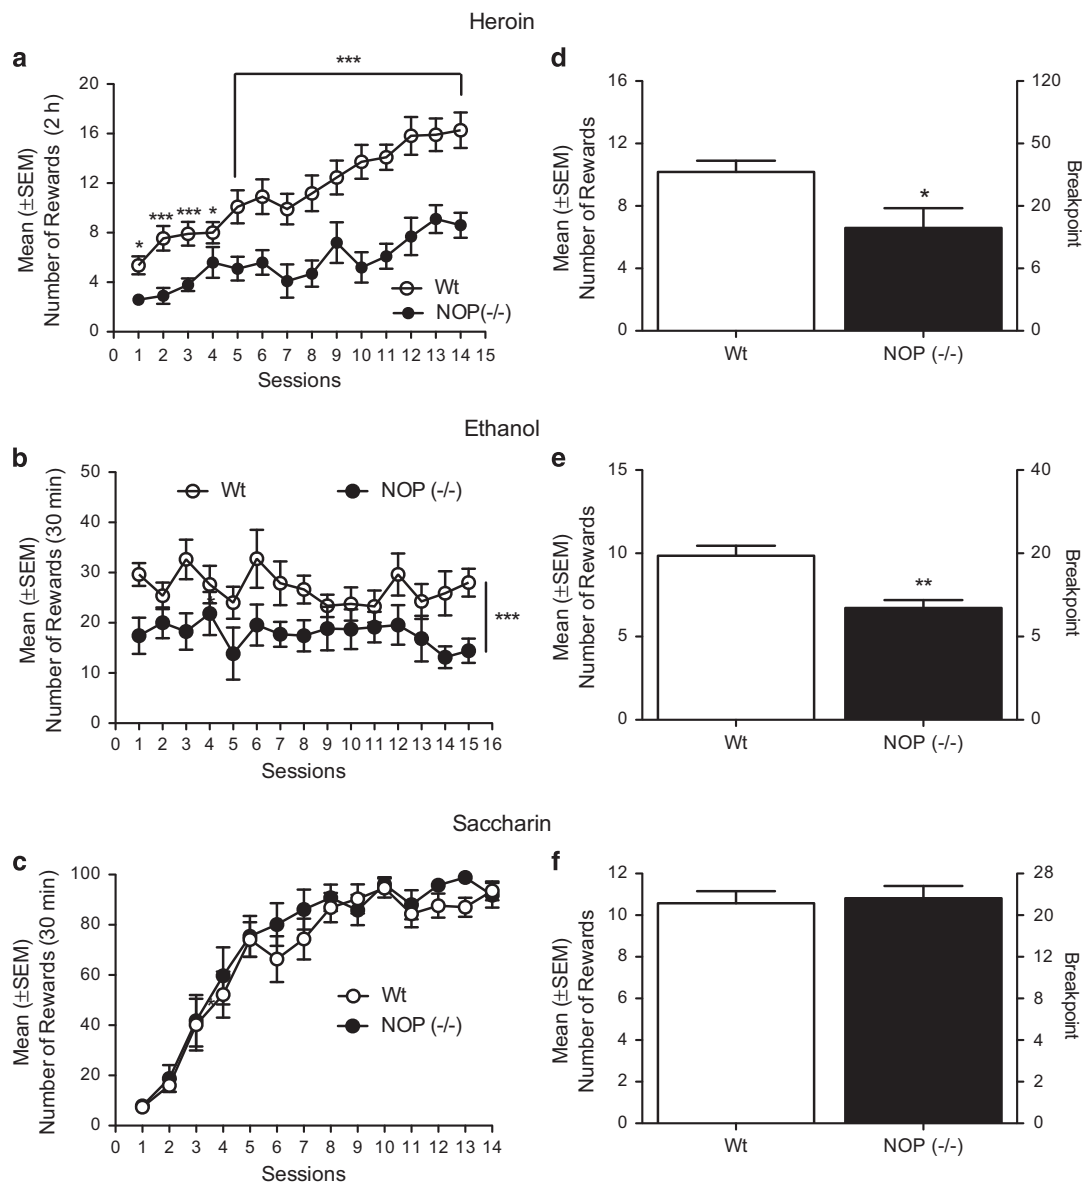 Heroin
a
***
20
16
12
8
4
0
Mean (±SEM)
Number of Rewards (2 h)
*
***
***
*
Wt
NOP(-/-)
0 1 2 3 4 5 6 7 8 9 10 11 12 13 14 15
Sessions
d
16
12
8
4
0
Mean (±SEM)
Number of Rewards
*
120
50
20
6
0
Breakpoint
Wt NOP (-/-)
Ethanol
b
50
40
30
20
10
0
Mean (±SEM)
Number of Rewards (30 min)
Wt NOP (-/-)
***
0 1 2 3 4 5 6 7 8 9 10 11 12 13 14 15 16
Sessions
e
15
10
5
0
Mean (±SEM)
Number of Rewards
**
40
20
5
0
Breakpoint
Wt NOP (-/-)
Saccharin
c
100
80
60
40
20
0
Mean (±SEM)
Number of Rewards (30 min)
Wt
NOP (-/-)
0 1 2 3 4 5 6 7 8 9 10 11 12 13 14
Sessions
f
12
10
8
6
4
2
0
Mean (±SEM)
Number of Rewards
28
20
12
8
4
2
0
Breakpoint
Wt NOP (-/-)